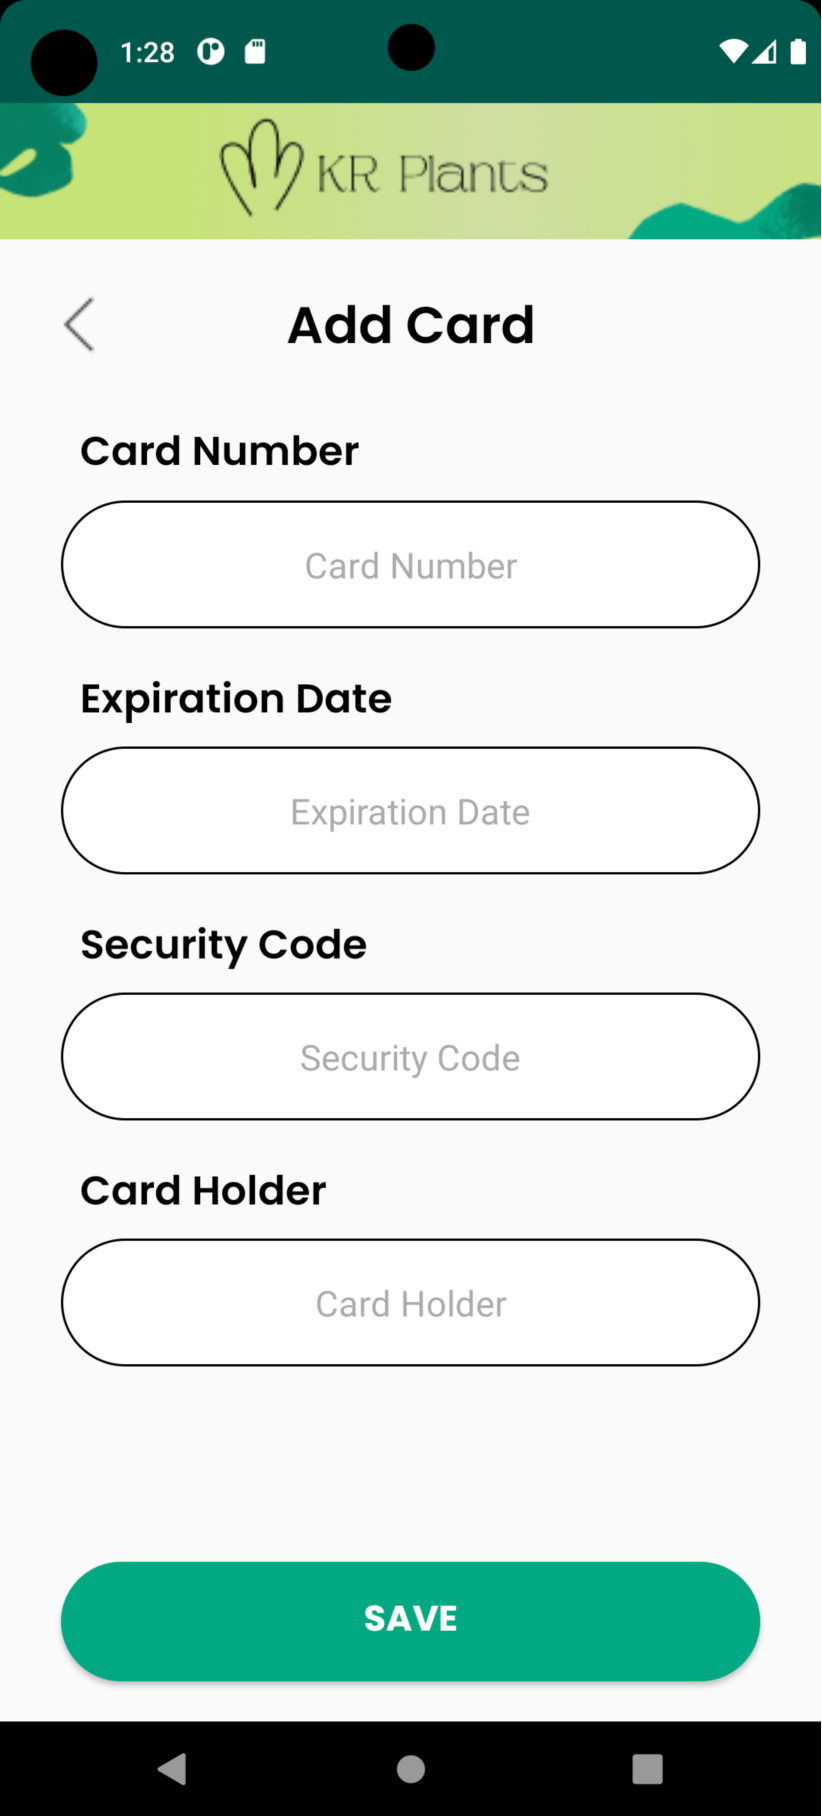 1:28
KR Plants
Add Card
Card Number
Card Number
Expiration Date
Expiration Date
Security Code
Security Code
Card Holder
Card Holder
SAVE